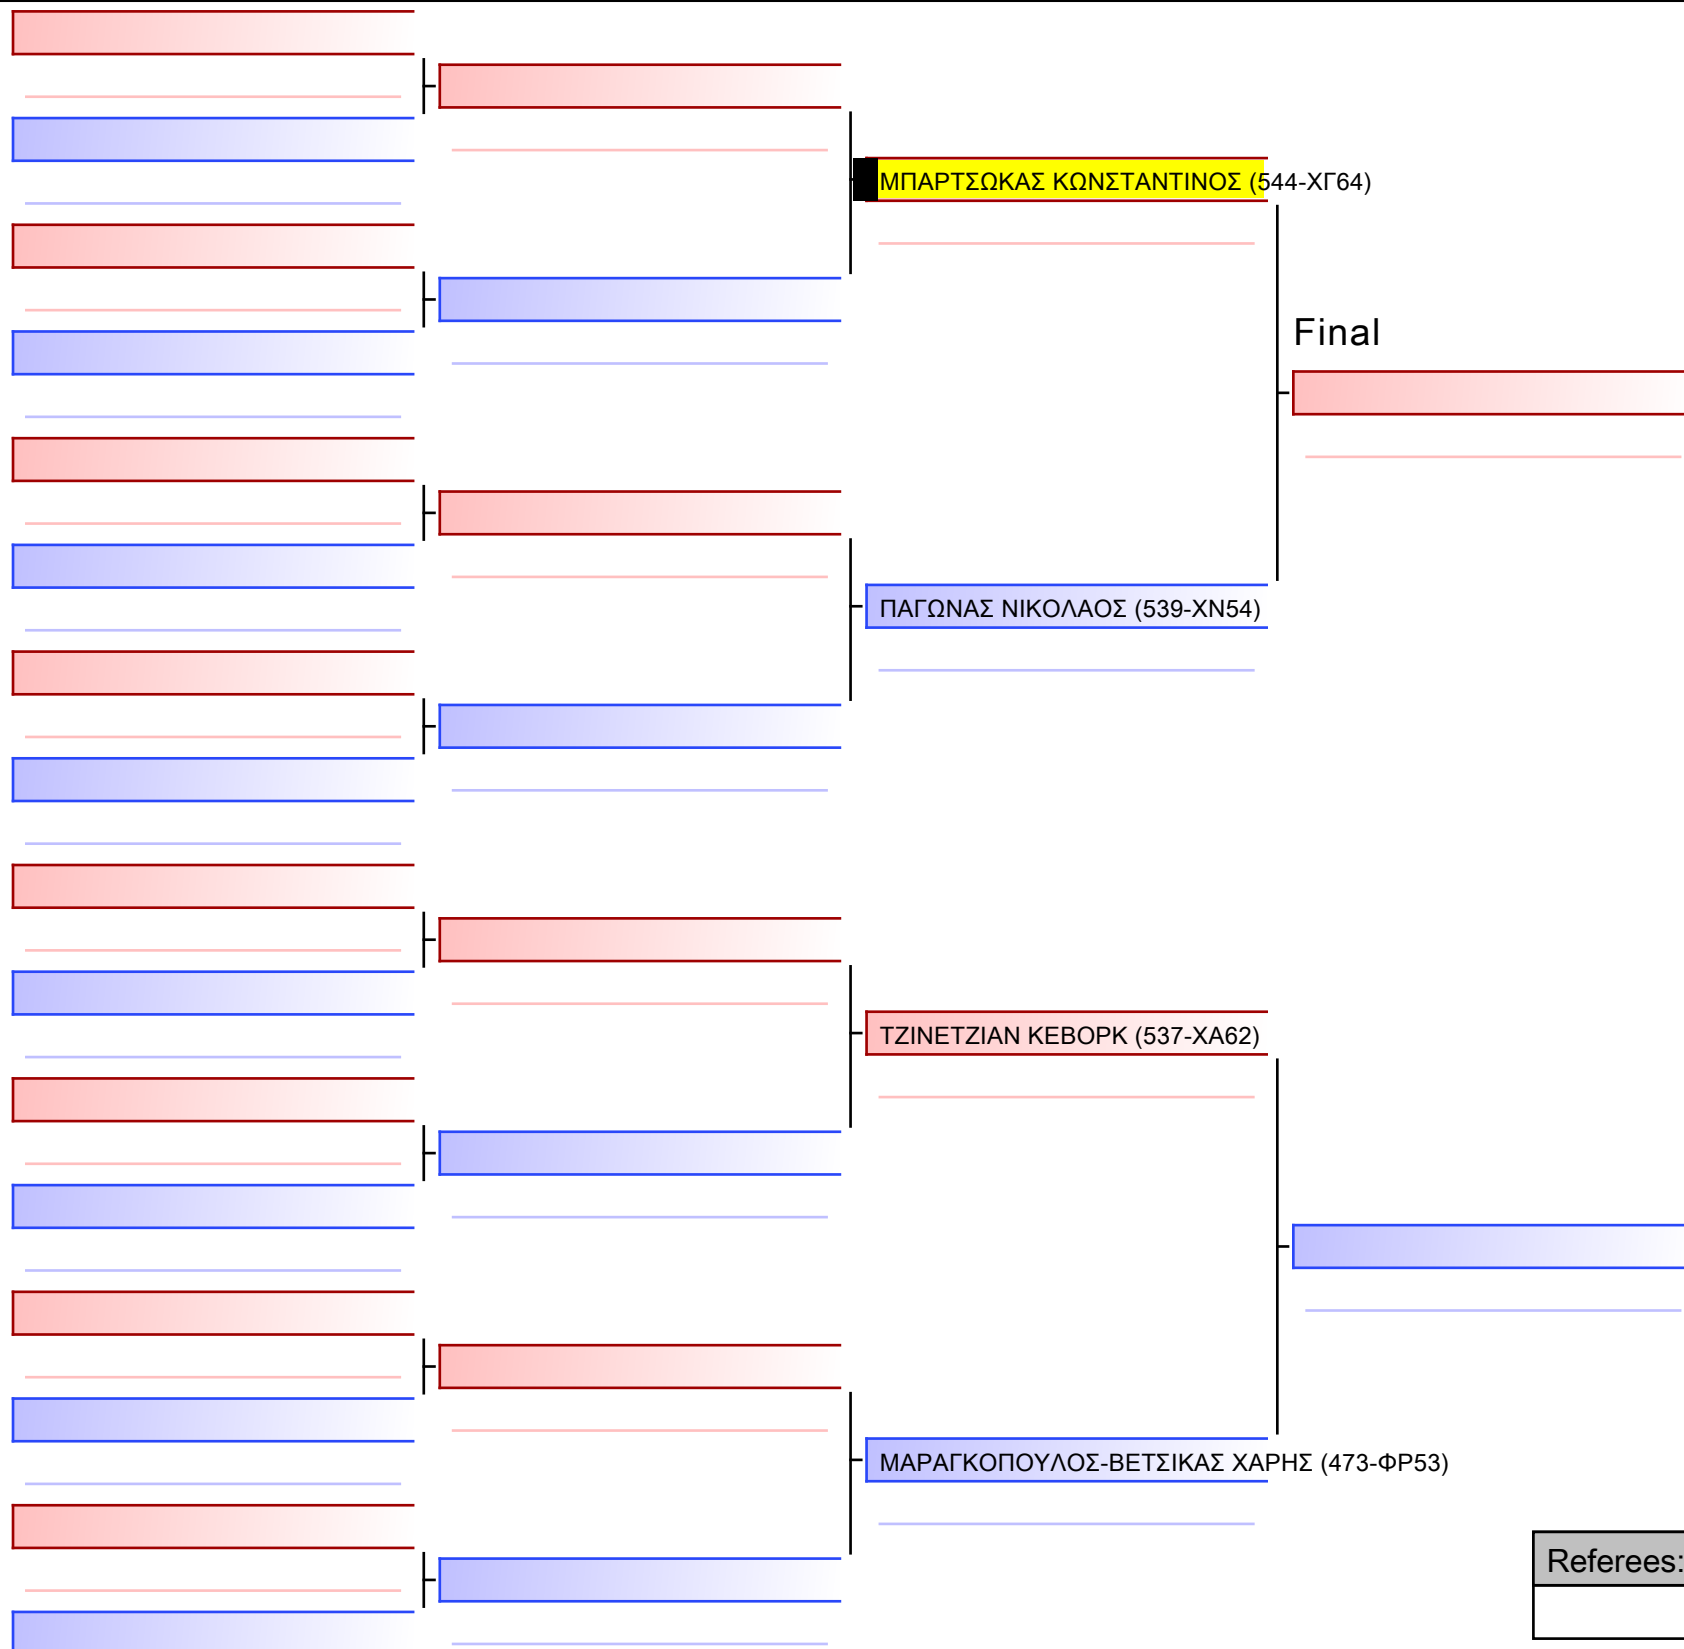 ΜΠΑΡΤΣΩΚΑΣ ΚΩΝΣΤΑΝΤΙΝΟΣ (544-ΧΓ64)
Final
ΠΑΓΩΝΑΣ ΝΙΚΟΛΑΟΣ (539-ΧΝ54)
ΤΖΙΝΕΤΖΙΑΝ ΚΕΒΟΡΚ (537-ΧΑ62)
ΜΑΡΑΓΚΟΠΟΥΛΟΣ-ΒΕΤΣΙΚΑΣ ΧΑΡΗΣ (473-ΦΡ53)
Referees: